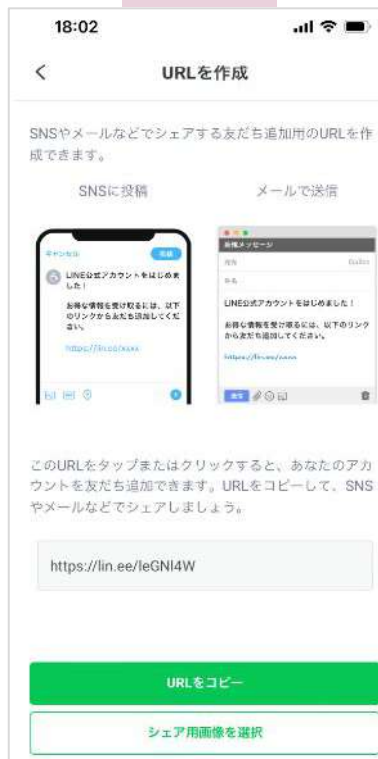 18:02
URLを作成
SNSやメールなどでシェアする友だち追加用のURLを作
成できます。
SNSに投稿
メールで送信
キャンセル
LINE公式アカウントをはじめま
した！
お得な情報を受け取るには、以下
のリンクから友だち追加してくだ
さい。
https://lin.ee/xxxx
新規メッセージ
宛先
件名
LINE公式アカウントをはじめました！
お得な情報を受け取るには、以下のリンク
から友だち追加してください。
https://lin.ee/xxxx
送信
このURLをタップまたはクリックすると、あなたのアカ
ウントを友だち追加できます。URLをコピーして、SNS
やメールなどでシェアしましょう。
https://lin.ee/leGNI4W
URLをコピー
シェア用画像を選択